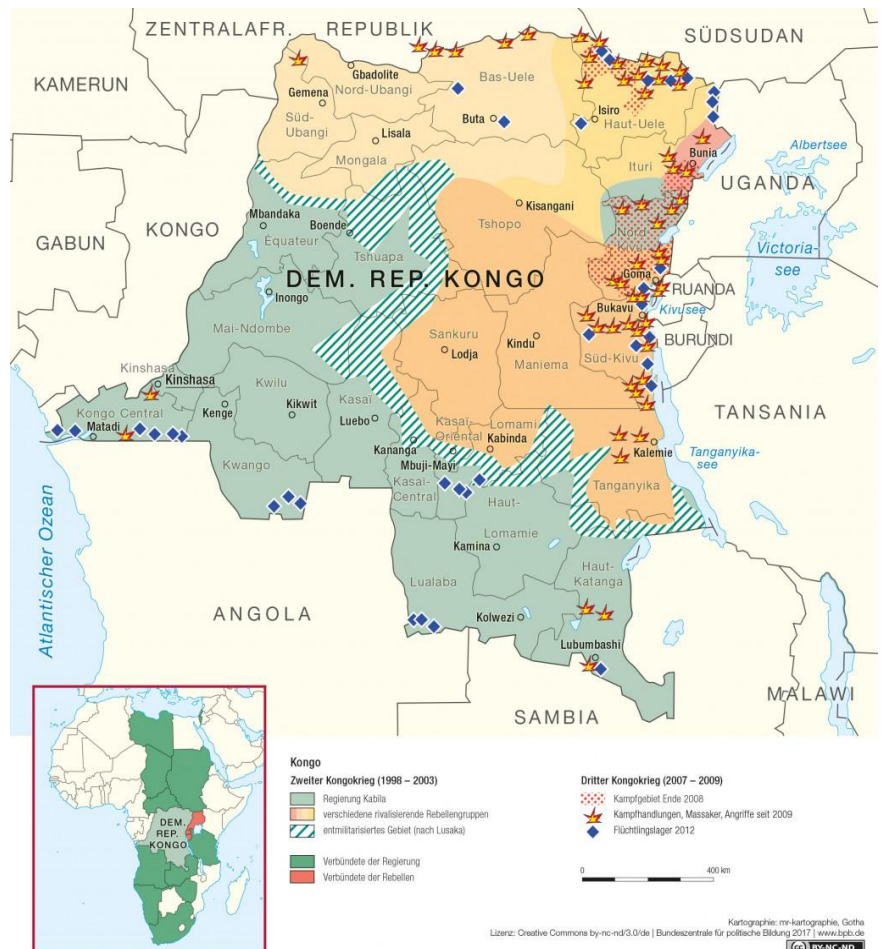 ZENTRALAFR. REPUBLIK
SÜDSUDAN
KAMERUN
Gbadolite
Nord-Ubangi
Bas-Uele
Gemena
Süd-
Ubangi
Buta
Isiro
Haut-Uele
Lisala
Mongala
Ituri
Bunia
Albertsee
UGANDA
KONGO
GABUN
Mbandaka
Équateur
Boende
Tshuapa
Tshopo
Kisangani
Nord-
Kivu
Victoria-
see
DEM. REP. KONGO
Goma
RUANDA
Inongo
Bukavu
Kivusee
BURUNDI
Mai-Ndombe
Sankuru
Lodja
Kindu
Maniema
Süd-Kivu
Kinshasa
Kinshasa
Kongo Central
Matadi
Kenge
Kwilu
Kikwit
Kasaï
Luebo
Kasaï-
Oriental
Lomami
Kabinda
TANSANIA
Kananga
Mbuji-Mayi
Kasaï-
Central
Kalemie
Tanganjika-
see
Kwango
Tanganyika
Haut-
Lomamie
Kamina
Atlantischer Ozean
Lualaba
Haut-
Katanga
ANGOLA
Kolwezi
Lubumbashi
SAMBIA
MALAWI
DEM.
REP.
KONGO
Kongo
Zweiter Kongokrieg (1998 – 2003)
Regierung Kabila
verschiedene rivalisierende Rebellengruppen
entmilitarisiertes Gebiet (nach Lusaka)
Verbündete der Regierung
Verbündete der Rebellen
Dritter Kongokrieg (2007 – 2009)
Kampfgebiet Ende 2008
Kampfhandlungen, Massaker, Angriffe seit 2009
Flüchtlingslager 2012
0 400 km
Kartographie: mr-kartographie, Gotha
Lizenz: Creative Commons by-nc-nd/3.0/de | Bundeszentrale für politische Bildung 2017 | www.bpb.de
cc BY-NC-ND